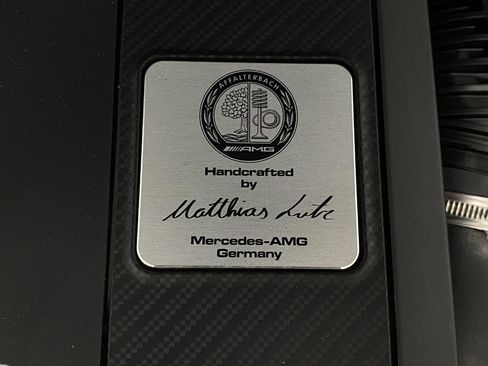 AFFALTERBACH
AMG
Handcrafted
by
Matthias Lutz
Mercedes-AMG
Germany